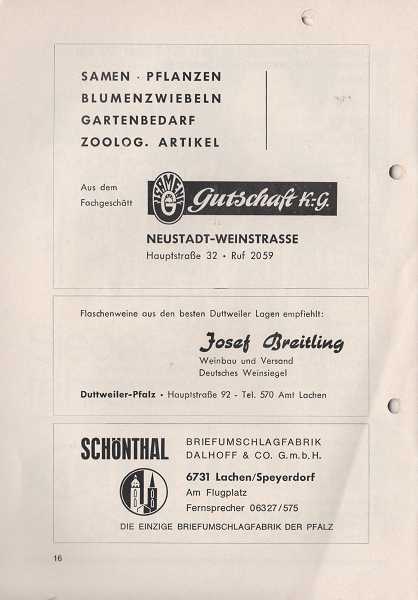 SAMEN · PFLANZEN
BLUMENZWIEBELN
GARTENBEDARF
ZOOLOG. ARTIKEL
Aus dem
Fachgeschäft
SAMEN
Gutschaft K.-G.
NEUSTADT-WEINSTRASSE
Hauptstraße 32 • Ruf 2059
Flaschenweine aus den besten Duttweiler Lagen empfiehlt:
Josef Breitling
Weinbau und Versand
Deutsches Weinsiegel
Duttweiler-Pfalz • Hauptstraße 92 - Tel. 570 Amt Lachen
SCHÖNTHAL
BRIEFUMSCHLAGFABRIK
DALHOFF & CO. G.m.b.H.
6731 Lachen/Speyerdorf
Am Flugplatz
Fernsprecher 06327/575
DIE EINZIGE BRIEFUMSCHLAGFABRIK DER PFALZ
16